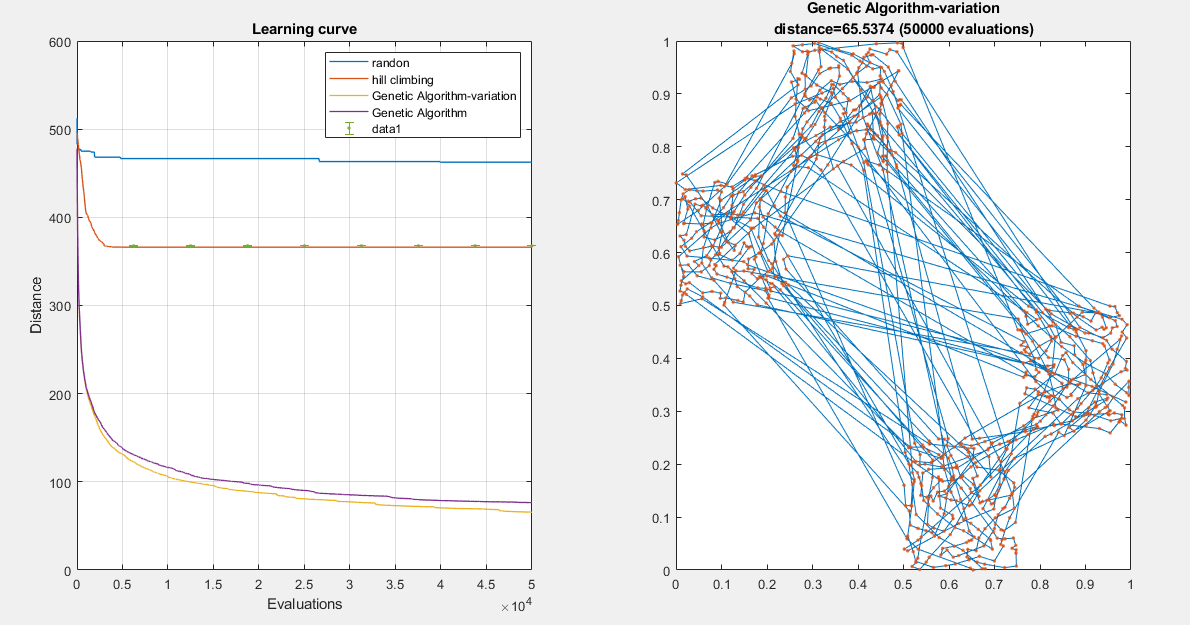 Learning curve
600
500
400
300
200
100
0
Distance
randon
hill climbing
Genetic Algorithm-variation
Genetic Algorithm
data1
0 0.5 1 1.5 2 2.5 3 3.5 4 4.5 5
Evaluations
×10^4
Genetic Algorithm-variation
distance=65.5374 (50000 evaluations)
1
0.9
0.8
0.7
0.6
0.5
0.4
0.3
0.2
0.1
0
0 0.1 0.2 0.3 0.4 0.5 0.6 0.7 0.8 0.9 1